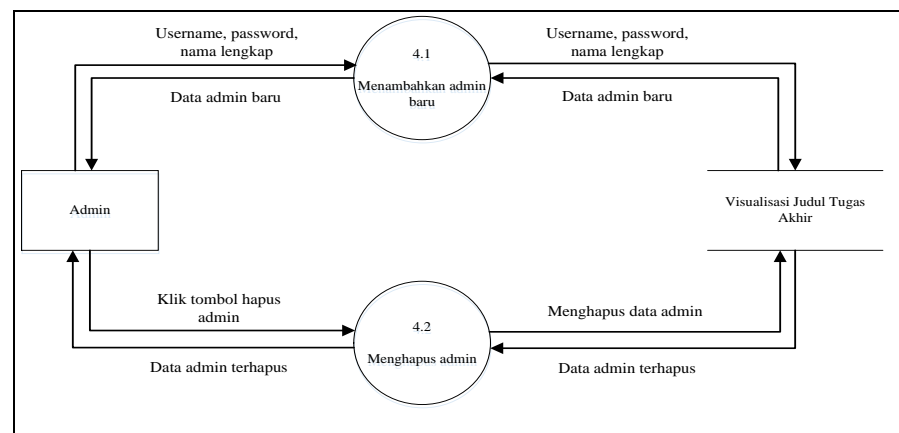 Username, password,
nama lengkap
4.1
Menambahkan admin
baru
Username, password,
nama lengkap
Data admin baru
Data admin baru
Admin
Visualisasi Judul Tugas
Akhir
Klik tombol hapus
admin
4.2
Menghapus admin
Menghapus data admin
Data admin terhapus
Data admin terhapus